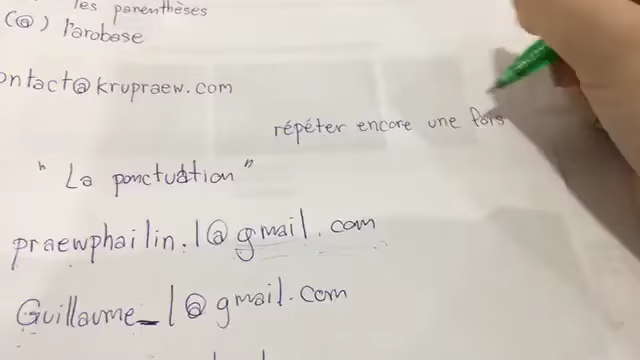 les parenthèses
(@) l'arobase
ontact@krupraew.com
répéter encore une fois
" La ponctuation "
praewphailin.1@gmail.com
Guillaume_1@gmail.com